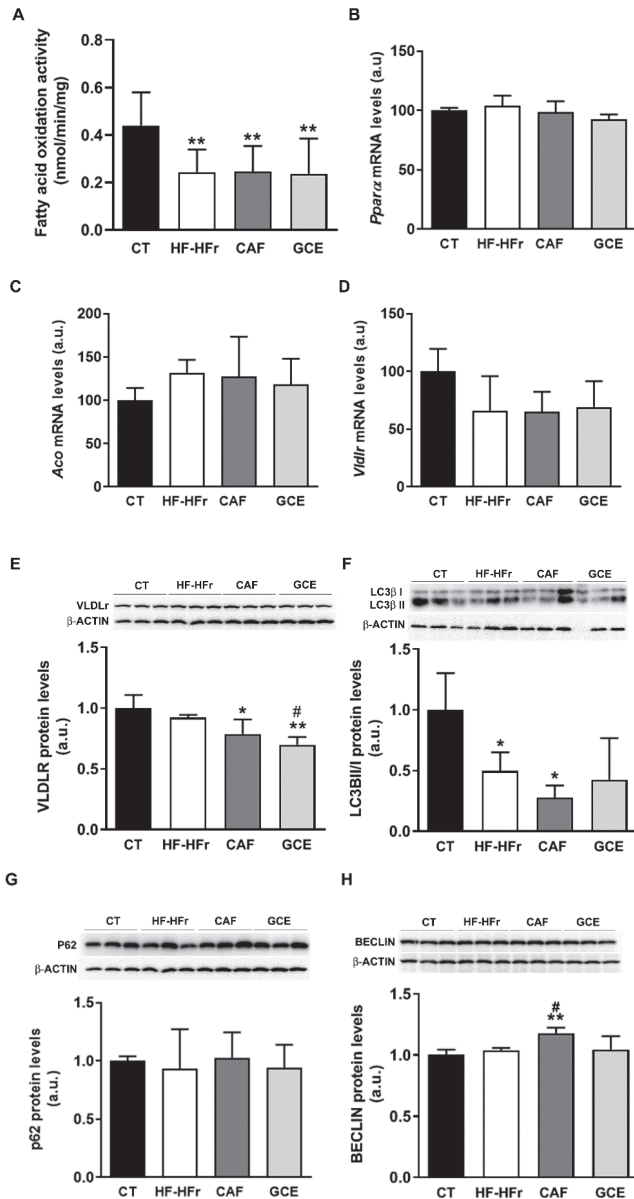 A
Fatty acid oxidation activity
(nmol/min/mg)
0.8
0.6
0.4
0.2
0.0
**
**
**
CT
HF-HFr
CAF
GCE
B
Pparα mRNA levels (a.u)
150
100
50
0
CT
HF-HFr
CAF
GCE
C
Aco mRNA levels (a.u.)
200
150
100
50
0
CT
HF-HFr
CAF
GCE
D
Vldlr mRNA levels (a.u.)
150
100
50
0
CT
HF-HFr
CAF
GCE
E
CT
HF-HFr
CAF
GCE
VLDLr
β-ACTIN
VLDLR protein levels
(a.u.)
1.5
1.0
0.5
0.0
*
#
**
CT
HF-HFr
CAF
GCE
F
CT
HF-HFr
CAF
GCE
LC3β I
LC3β II
β-ACTIN
LC3BII/I protein levels
(a.u.)
1.5
1.0
0.5
0.0
*
*
CT
HF-HFr
CAF
GCE
G
CT
HF-HFr
CAF
GCE
P62
β-ACTIN
p62 protein levels
(a.u.)
1.5
1.0
0.5
0.0
CT
HF-HFr
CAF
GCE
H
CT
HF-HFr
CAF
GCE
BECLIN
β-ACTIN
BECLIN protein levels
(a.u.)
1.5
1.0
0.5
0.0
#
**
CT
HF-HFr
CAF
GCE